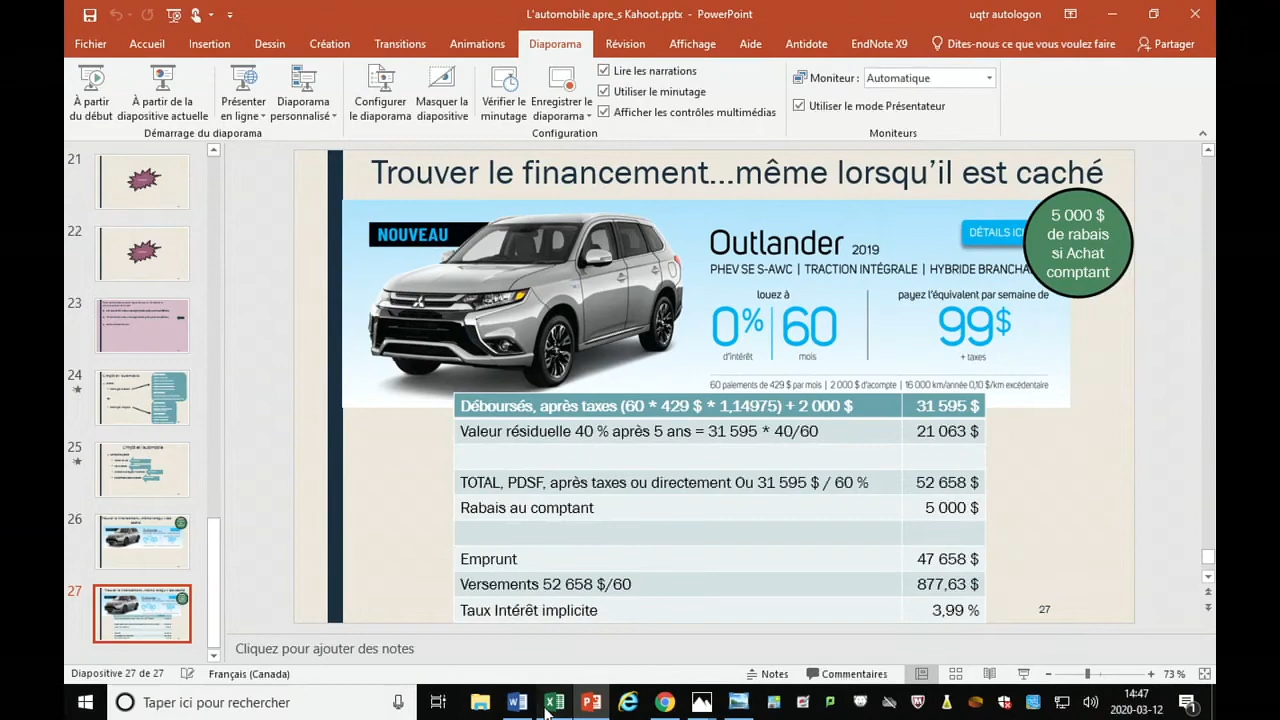 L'automobile apre_s Kahoot.pptx - PowerPoint
uqtr autologon
Fichier Accueil Insertion Dessin Création Transitions Animations Diaporama Révision Affichage Aide Antidote EndNote X9 Dites-nous ce que vous voulez faire Partager
À partir du début
À partir de la diapositive actuelle
Présenter en ligne
Diaporama personnalisé
Configurer le diaporama
Masquer la diapositive
Vérifier le minutage
Enregistrer le diaporama
Lire les narrations
Utiliser le minutage
Afficher les contrôles multimédias
Moniteur : Automatique
Utiliser le mode Présentateur
Démarrage du diaporama
Configuration
Moniteurs
21
22
23
24
25
26
27
Trouver le financement...même lorsqu'il est caché
NOUVEAU
Outlander 2019
PHEV SE S-AWC | TRACTION INTÉGRALE | HYBRIDE BRANCHA
DÉTAILS ICI
5 000 $
de rabais
si Achat
comptant
louez à
0% | 60
d'intérêt mois
payez l'équivalent par semaine de
99$
+ taxes
60 paiements de 429 $ par mois | 2 000 $ d'acompte | 16 000 km/année 0,10 $/km excédentaire
Déboursés, après taxes (60 * 429 $ * 1,14975) + 2 000 $ 31 595 $
Valeur résiduelle 40 % après 5 ans = 31 595 * 40/60 21 063 $
TOTAL, PDSF, après taxes ou directement Ou 31 595 $ / 60 % 52 658 $
Rabais au comptant 5 000 $
Emprunt 47 658 $
Versements 52 658 $/60 877,63 $
Taux Intérêt implicite 3,99 %
27
Cliquez pour ajouter des notes
Diapositive 27 de 27 Français (Canada) Notes Commentaires 73 %
Taper ici pour rechercher
14:47
2020-03-12
1